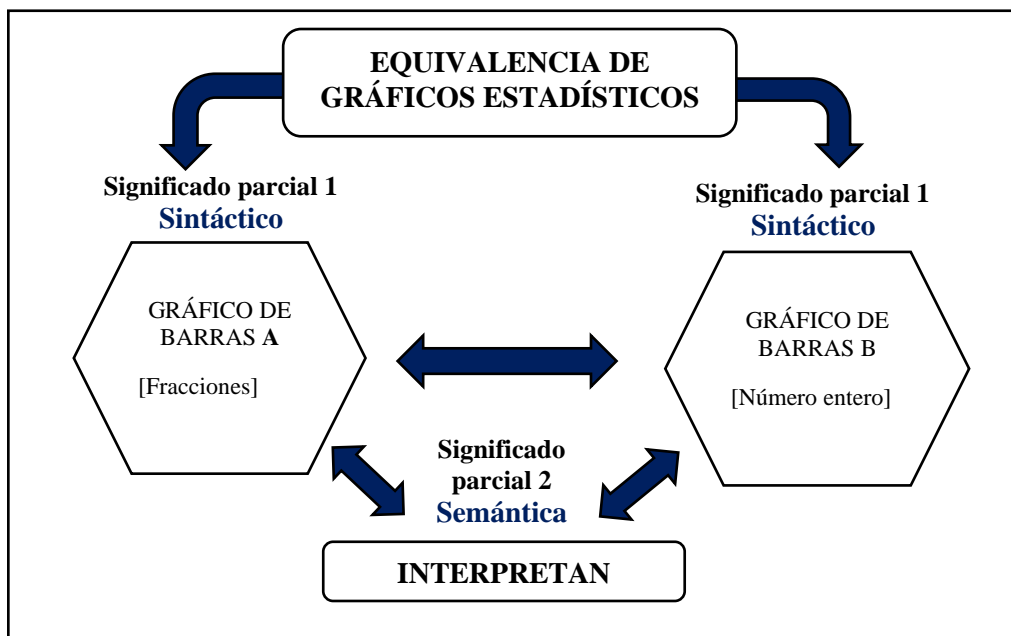 EQUIVALENCIA DE
GRÁFICOS ESTADÍSTICOS
Significado parcial 1
Sintáctico
Significado parcial 1
Sintáctico
GRÁFICO DE
BARRAS A
[Fracciones]
GRÁFICO DE
BARRAS B
[Número entero]
Significado
parcial 2
Semántica
INTERPRETAN